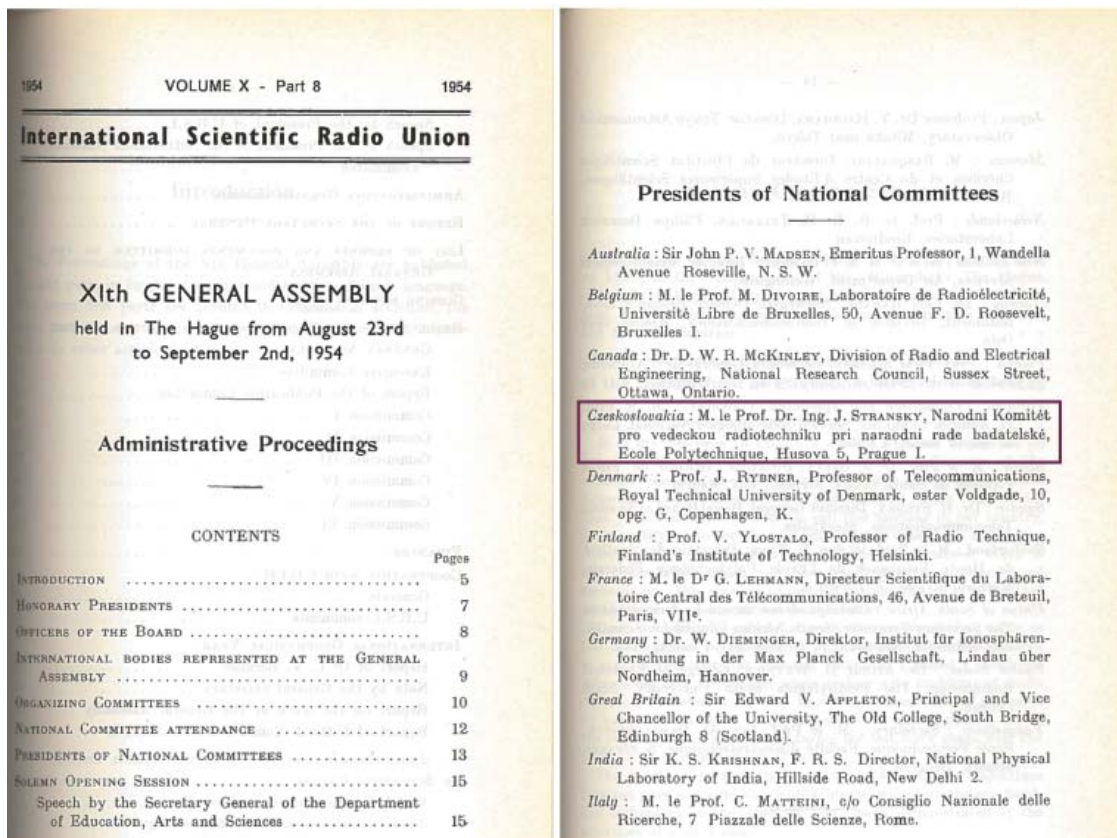 1954 VOLUME X - Part 8 1954
International Scientific Radio Union
XIth GENERAL ASSEMBLY
held in The Hague from August 23rd
to September 2nd, 1954
Administrative Proceedings
CONTENTS
Pages
INTRODUCTION .......... 5
HONORARY PRESIDENTS .......... 7
OFFICERS OF THE BOARD .......... 8
INTERNATIONAL BODIES REPRESENTED AT THE GENERAL
ASSEMBLY .......... 9
ORGANIZING COMMITTEES .......... 10
NATIONAL COMMITTEE ATTENDANCE .......... 12
PRESIDENTS OF NATIONAL COMMITTEES .......... 13
SOLEMN OPENING SESSION .......... 15
Speech by the Secretary General of the Department
of Education, Arts and Sciences .......... 15
Presidents of National Committees
Australia : Sir John P. V. MADSEN, Emeritus Professor, 1, Wandella
Avenue Roseville, N. S. W.
Belgium : M. le Prof. M. DIVOIRE, Laboratoire de Radioélectricité,
Université Libre de Bruxelles, 50, Avenue F. D. Roosevelt,
Bruxelles I.
Canada : Dr. D. W. R. MCKINLEY, Division of Radio and Electrical
Engineering, National Research Council, Sussex Street,
Ottawa, Ontario.
Czeskoslovakia : M. le Prof. Dr. Ing. J. STRANSKY, Narodni Komitét
pro vedeckou radiotechniku pri naraodni rade badatelské,
Ecole Polytechnique, Husova 5, Prague I.
Denmark : Prof. J. RYBNER, Professor of Telecommunications,
Royal Technical University of Denmark, øster Voldgade, 10,
opg. G, Copenhagen, K.
Finland : Prof. V. YLOSTALO, Professor of Radio Technique,
Finland's Institute of Technology, Helsinki.
France : M. le Dr G. LEHMANN, Directeur Scientifique du Labora-
toire Central des Télécommunications, 46, Avenue de Breteuil,
Paris, VIIe.
Germany : Dr. W. DIEMINGER, Direktor, Institut für Ionosphären-
forschung in der Max Planck Gesellschaft, Lindau über
Nordheim, Hannover.
Great Britain : Sir Edward V. APPLETON, Principal and Vice
Chancellor of the University, The Old College, South Bridge,
Edinburgh 8 (Scotland).
India : Sir K. S. KRISHNAN, F. R. S. Director, National Physical
Laboratory of India, Hillside Road, New Delhi 2.
Italy : M. le Prof. C. MATTEINI, c/o Consiglio Nazionale delle
Ricerche, 7 Piazzale delle Scienze, Rome.